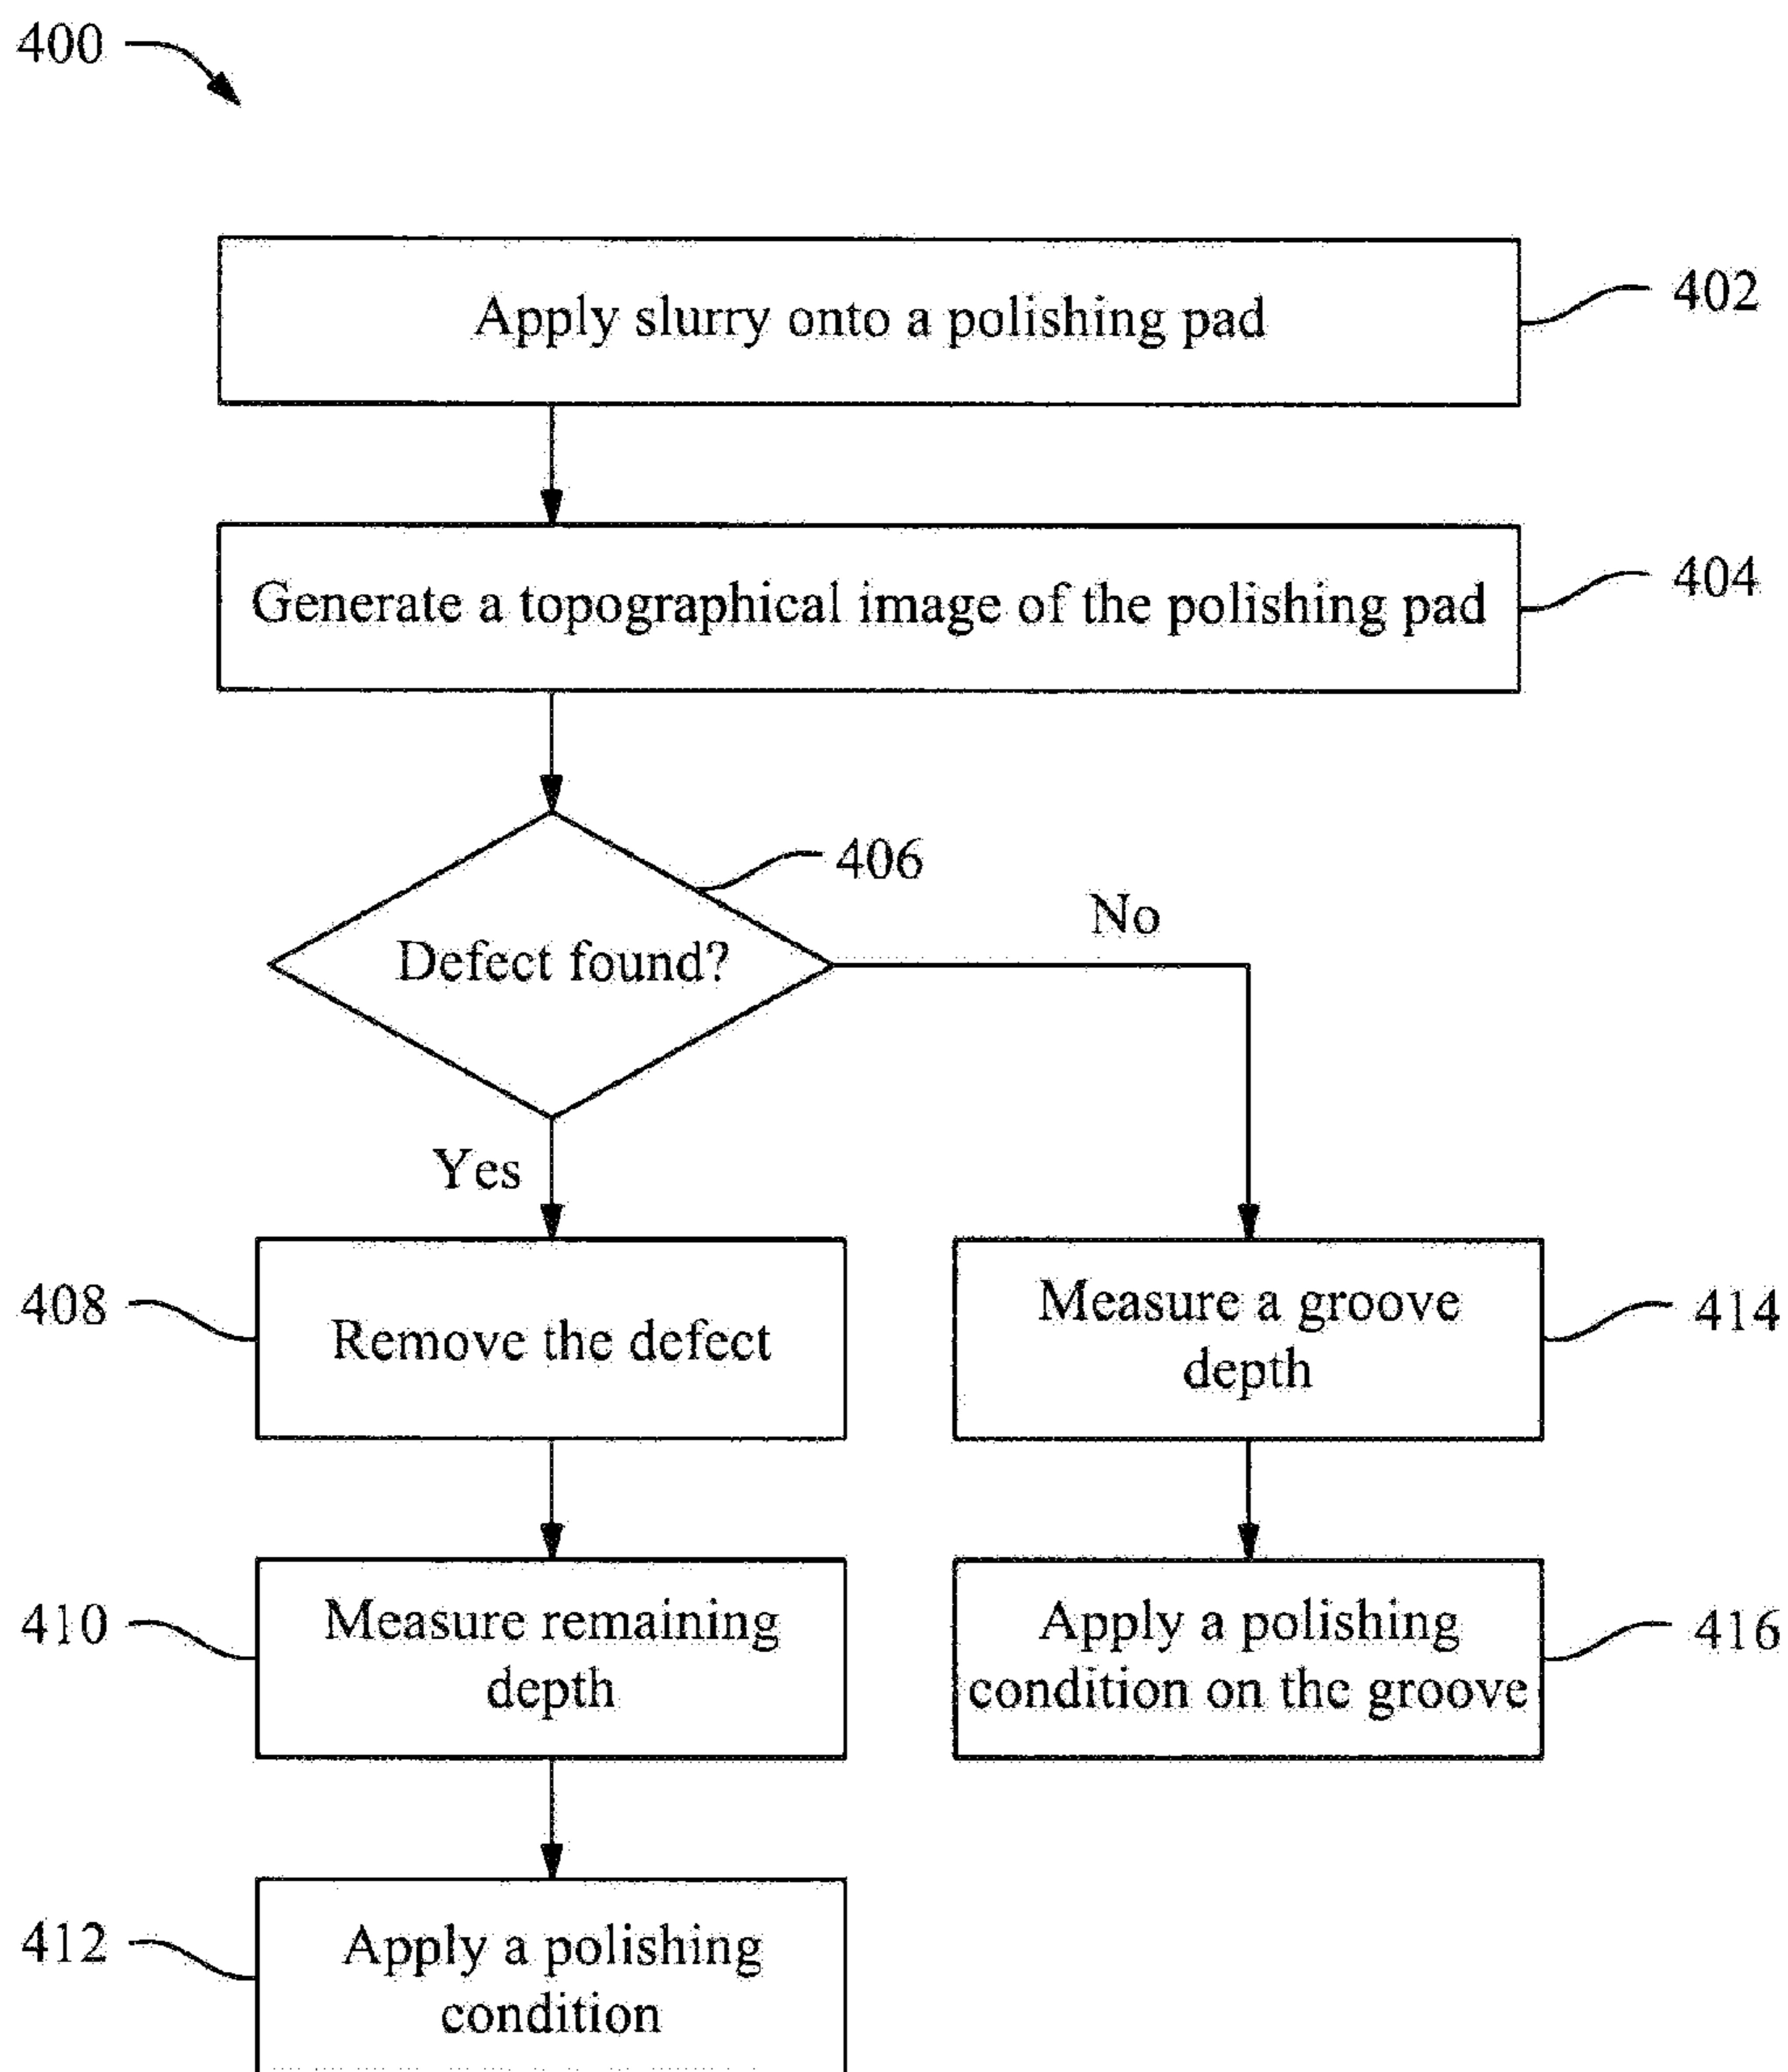 400
Apply slurry onto a polishing pad
402
Generate a topographical image of the polishing pad
404
406
Defect found?
No
Yes
408
Remove the defect
Measure a groove
depth
414
410
Measure remaining
depth
Apply a polishing
condition on the groove
416
412
Apply a polishing
condition